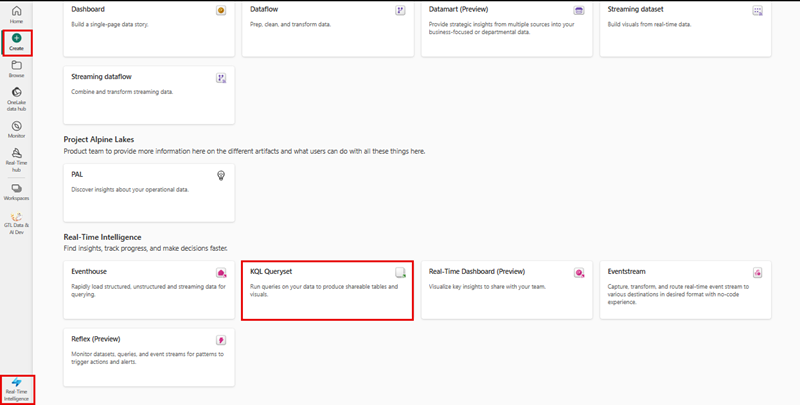 Home
Create
Browse
OneLake
data hub
Monitor
Real-Time
hub
Workspaces
GTL Data &
AI Dev
Real-Time
Intelligence
Dashboard
Build a single-page data story.
Dataflow
Prep, clean, and transform data.
Datamart (Preview)
Provide strategic insights from multiple sources into your
business-focused or departmental data.
Streaming dataset
Build visuals from real-time data.
Streaming dataflow
Combine and transform streaming data.
Project Alpine Lakes
Product team to provide more information here on the different artifacts and what users can do with all these things here.
PAL
Discover insights about your operational data.
Real-Time Intelligence
Find insights, track progress, and make decisions faster.
Eventhouse
Rapidly load structured, unstructured and streaming data for
querying.
KQL Queryset
Run queries on your data to produce shareable tables and
visuals.
Real-Time Dashboard (Preview)
Visualize key insights to share with your team.
Eventstream
Capture, transform, and route real-time event stream to
various destinations in desired format with no-code
experience.
Reflex (Preview)
Monitor datasets, queries, and event streams for patterns to
trigger actions and alerts.